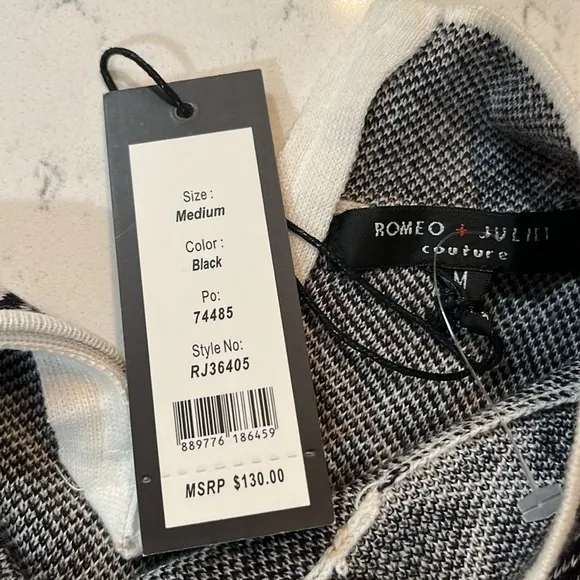 Size :
Medium
Color :
Black
Po:
74485
Style No:
RJ36405
889776 186459
MSRP $130.00
ROMEO + JULIET
couture
M